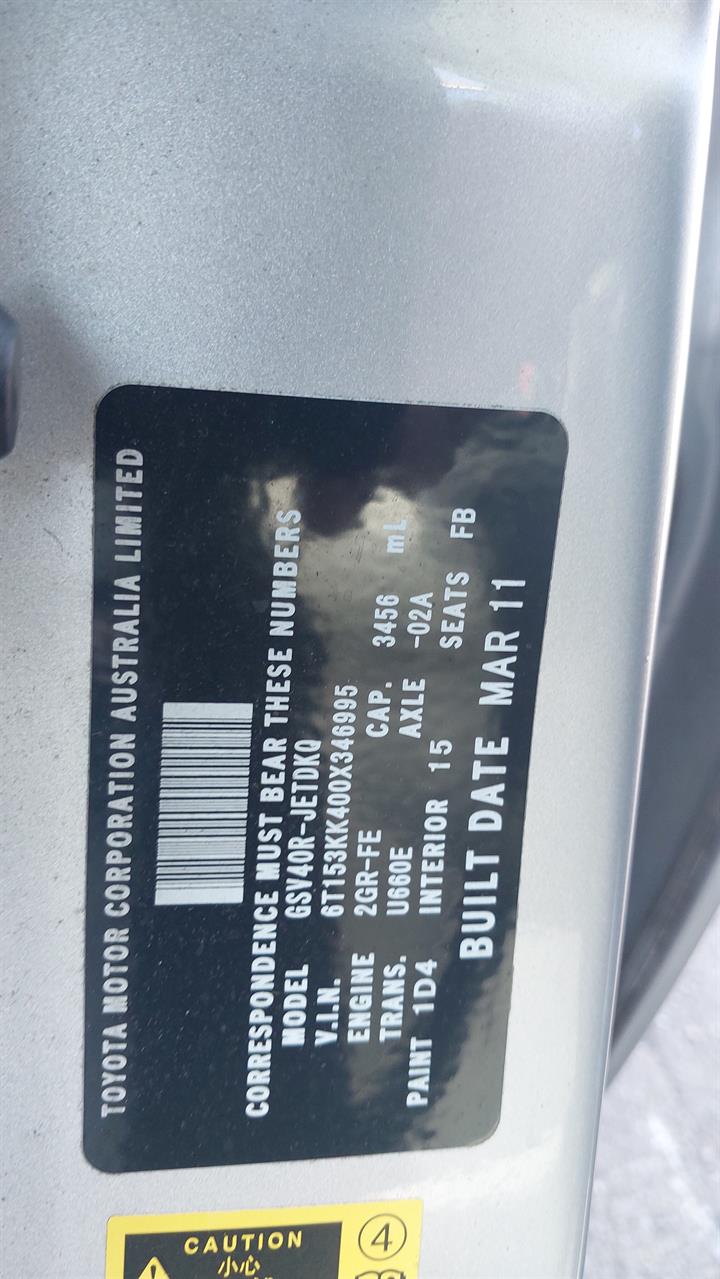 TOYOTA MOTOR CORPORATION AUSTRALIA LIMITED
CORRESPONDENCE MUST BEAR THESE NUMBERS
MODEL GSV40R-JETDKQ
V.I.N. 6T153KK400X346995
ENGINE 2GR-FE CAP. 3456 mL
TRANS. U660E AXLE -02A
PAINT 1D4 INTERIOR 15 SEATS FB
BUILT DATE MAR 11
CAUTION
小心
4